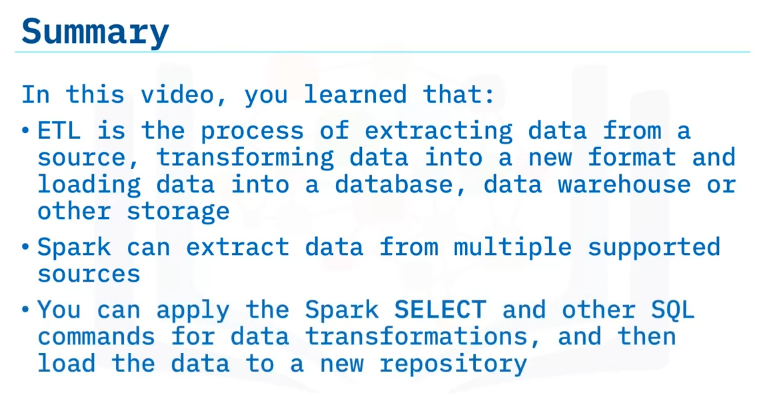 Summary
In this video, you learned that:
• ETL is the process of extracting data from a
source, transforming data into a new format and
loading data into a database, data warehouse or
other storage
• Spark can extract data from multiple supported
sources
• You can apply the Spark SELECT and other SQL
commands for data transformations, and then
load the data to a new repository